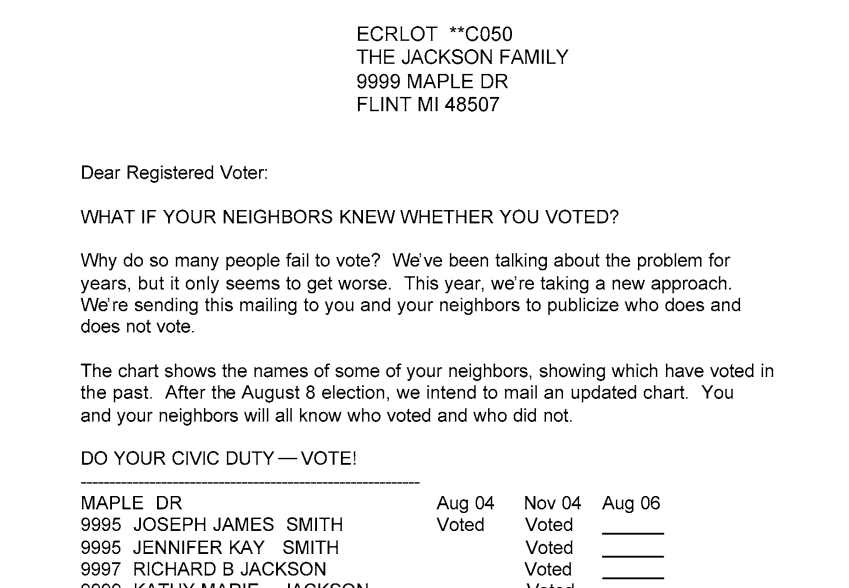 ECRLOT **C050
THE JACKSON FAMILY
9999 MAPLE DR
FLINT MI 48507
Dear Registered Voter:
WHAT IF YOUR NEIGHBORS KNEW WHETHER YOU VOTED?
Why do so many people fail to vote? We've been talking about the problem for
years, but it only seems to get worse. This year, we're taking a new approach.
We're sending this mailing to you and your neighbors to publicize who does and
does not vote.
The chart shows the names of some of your neighbors, showing which have voted in
the past. After the August 8 election, we intend to mail an updated chart. You
and your neighbors will all know who voted and who did not.
DO YOUR CIVIC DUTY — VOTE!
------------------------------------------------------------
MAPLE DR Aug 04 Nov 04 Aug 06
9995 JOSEPH JAMES SMITH Voted Voted ______
9995 JENNIFER KAY SMITH Voted ______
9997 RICHARD B JACKSON Voted ______
9999 KATHY MARIE JACKSON Voted